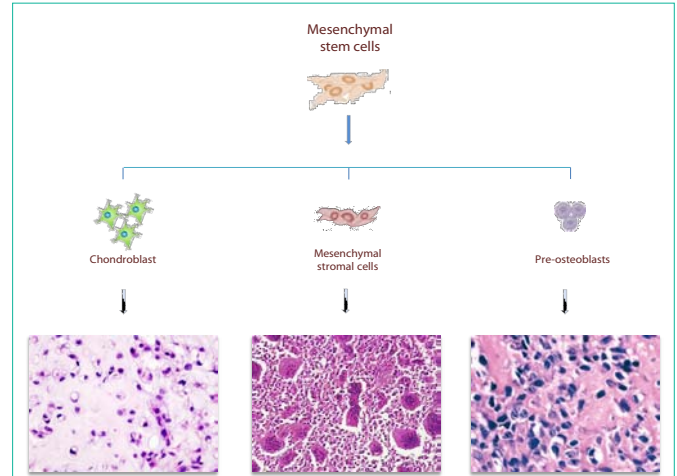 Mesenchymal
stem cells
Chondroblast
Mesenchymal
stromal cells
Pre-osteoblasts